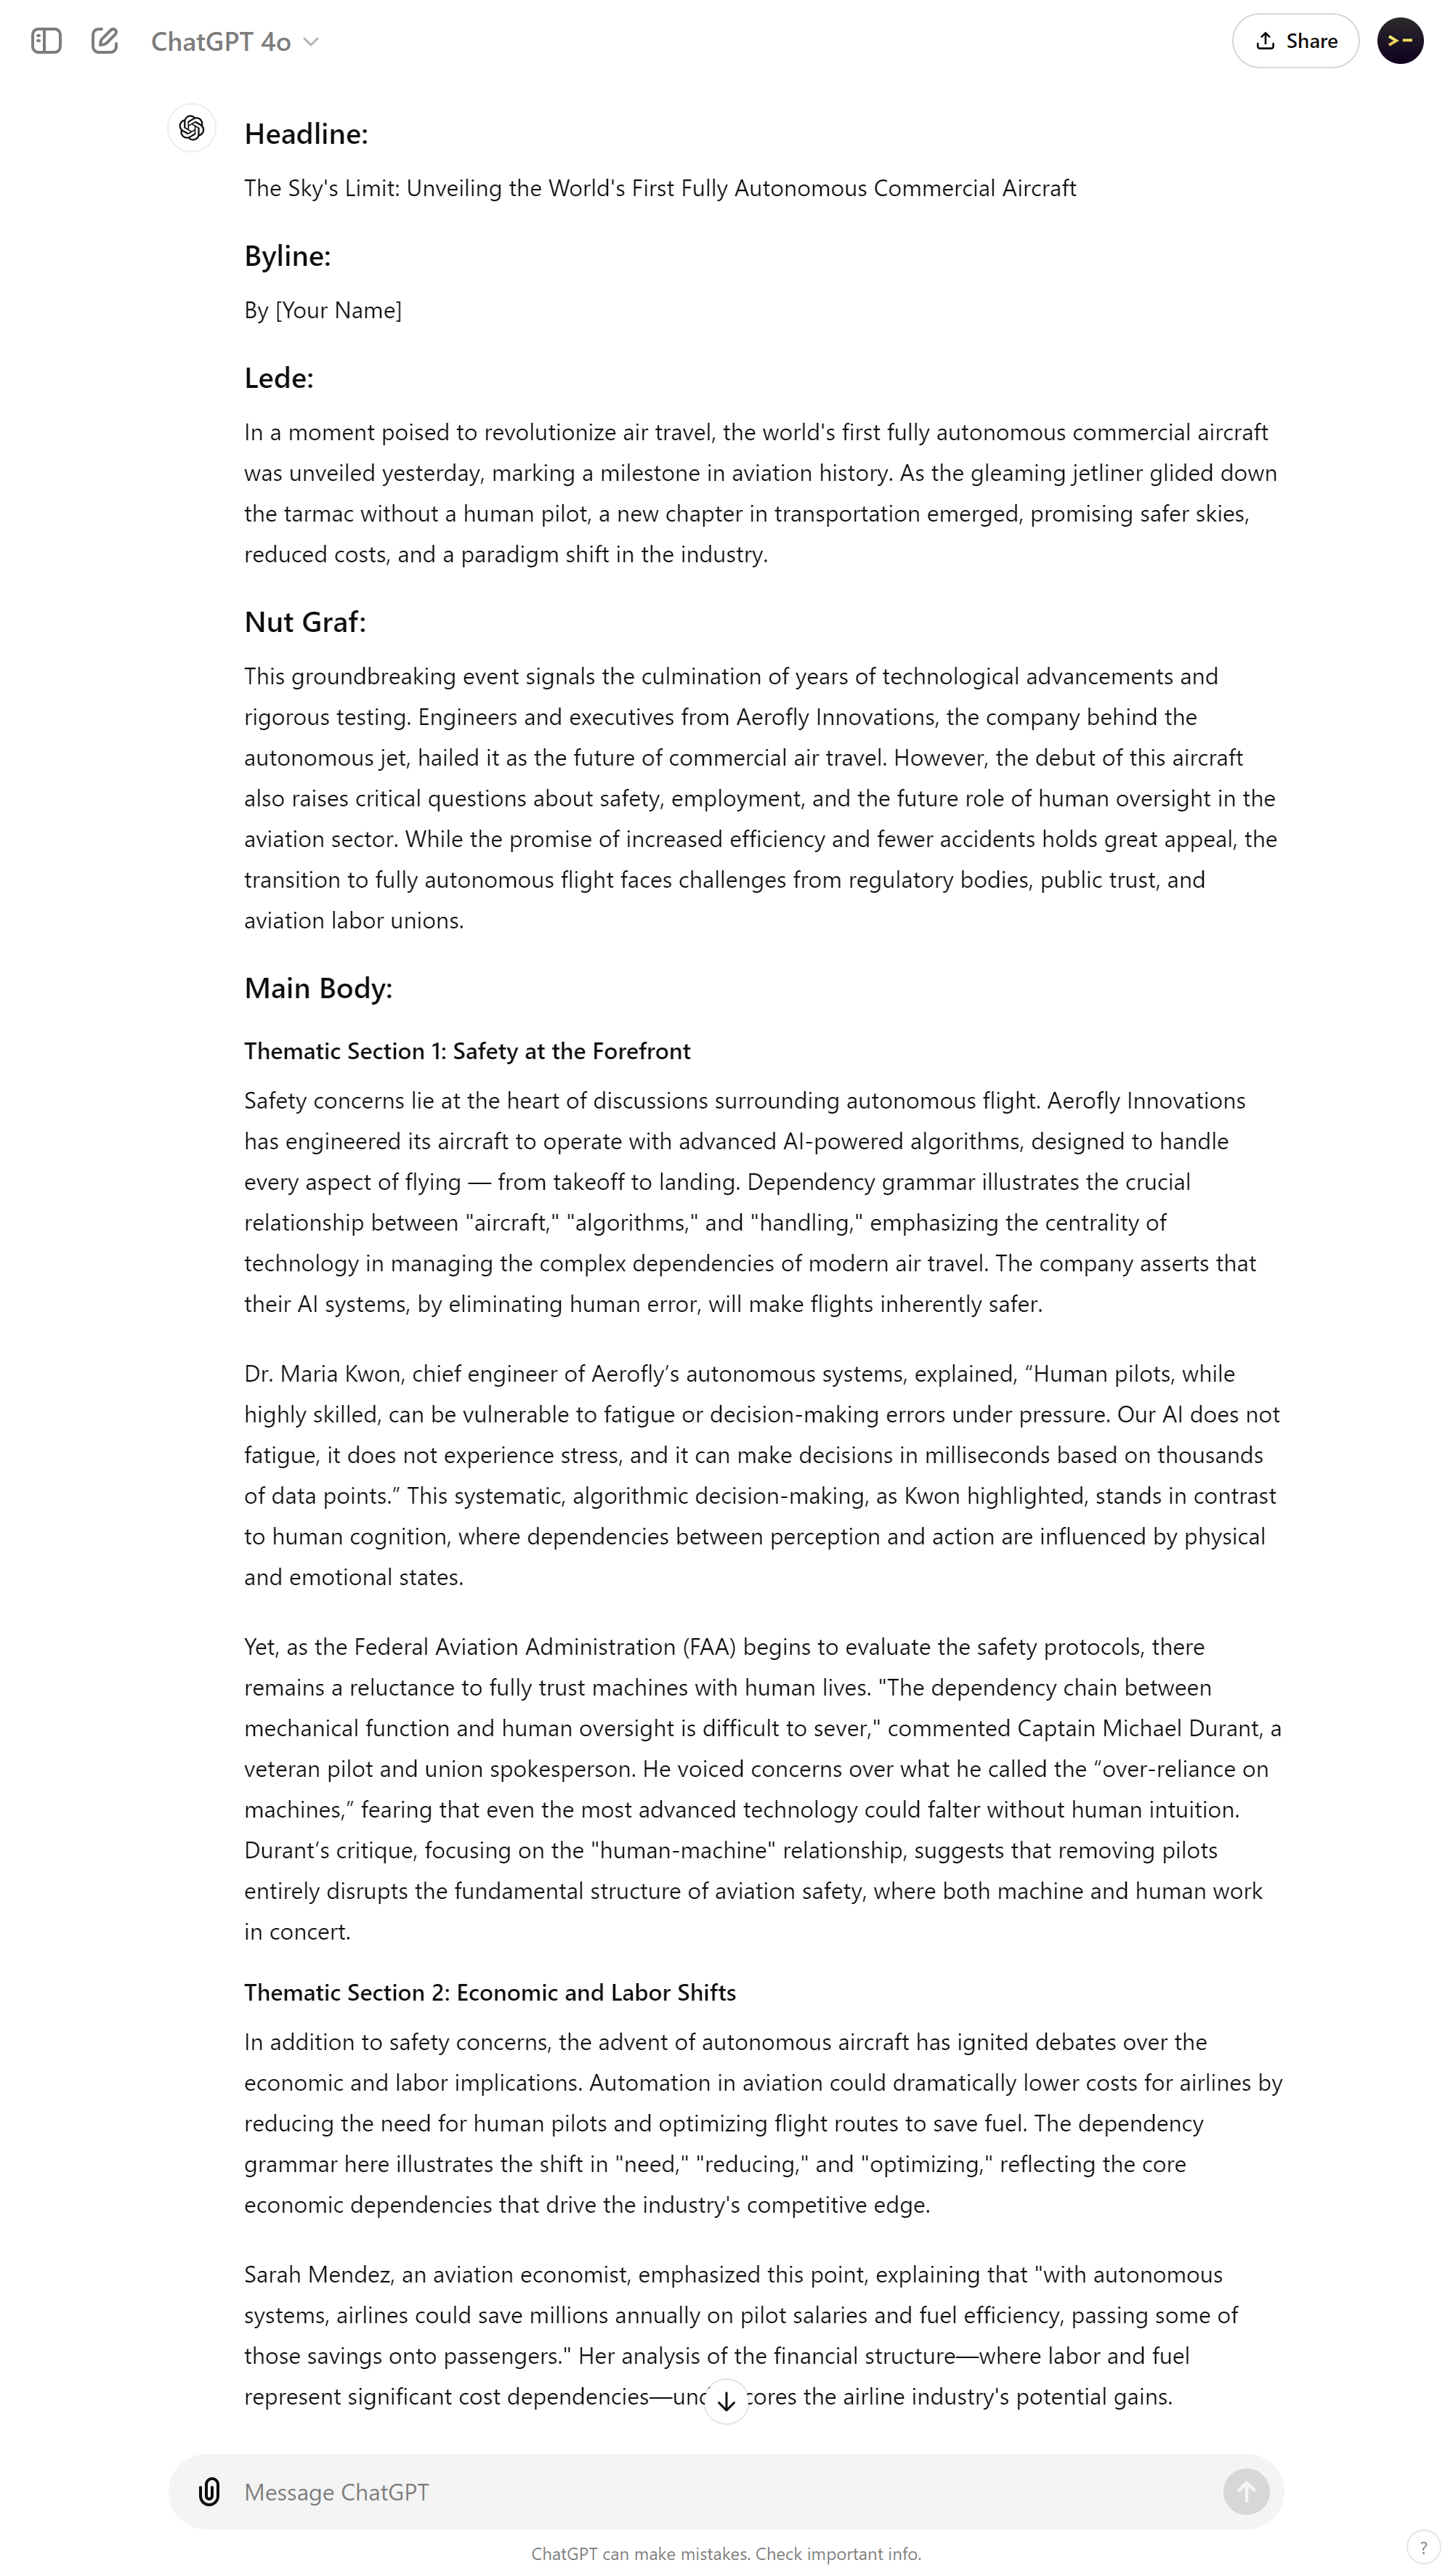 ChatGPT 4o
Share
Headline:
The Sky's Limit: Unveiling the World's First Fully Autonomous Commercial Aircraft
Byline:
By [Your Name]
Lede:
In a moment poised to revolutionize air travel, the world's first fully autonomous commercial aircraft
was unveiled yesterday, marking a milestone in aviation history. As the gleaming jetliner glided down
the tarmac without a human pilot, a new chapter in transportation emerged, promising safer skies,
reduced costs, and a paradigm shift in the industry.
Nut Graf:
This groundbreaking event signals the culmination of years of technological advancements and
rigorous testing. Engineers and executives from Aerofly Innovations, the company behind the
autonomous jet, hailed it as the future of commercial air travel. However, the debut of this aircraft
also raises critical questions about safety, employment, and the future role of human oversight in the
aviation sector. While the promise of increased efficiency and fewer accidents holds great appeal, the
transition to fully autonomous flight faces challenges from regulatory bodies, public trust, and
aviation labor unions.
Main Body:
Thematic Section 1: Safety at the Forefront
Safety concerns lie at the heart of discussions surrounding autonomous flight. Aerofly Innovations
has engineered its aircraft to operate with advanced AI-powered algorithms, designed to handle
every aspect of flying — from takeoff to landing. Dependency grammar illustrates the crucial
relationship between "aircraft," "algorithms," and "handling," emphasizing the centrality of
technology in managing the complex dependencies of modern air travel. The company asserts that
their AI systems, by eliminating human error, will make flights inherently safer.
Dr. Maria Kwon, chief engineer of Aerofly’s autonomous systems, explained, “Human pilots, while
highly skilled, can be vulnerable to fatigue or decision-making errors under pressure. Our AI does not
fatigue, it does not experience stress, and it can make decisions in milliseconds based on thousands
of data points.” This systematic, algorithmic decision-making, as Kwon highlighted, stands in contrast
to human cognition, where dependencies between perception and action are influenced by physical
and emotional states.
Yet, as the Federal Aviation Administration (FAA) begins to evaluate the safety protocols, there
remains a reluctance to fully trust machines with human lives. "The dependency chain between
mechanical function and human oversight is difficult to sever," commented Captain Michael Durant, a
veteran pilot and union spokesperson. He voiced concerns over what he called the “over-reliance on
machines,” fearing that even the most advanced technology could falter without human intuition.
Durant’s critique, focusing on the "human-machine" relationship, suggests that removing pilots
entirely disrupts the fundamental structure of aviation safety, where both machine and human work
in concert.
Thematic Section 2: Economic and Labor Shifts
In addition to safety concerns, the advent of autonomous aircraft has ignited debates over the
economic and labor implications. Automation in aviation could dramatically lower costs for airlines by
reducing the need for human pilots and optimizing flight routes to save fuel. The dependency
grammar here illustrates the shift in "need," "reducing," and "optimizing," reflecting the core
economic dependencies that drive the industry's competitive edge.
Sarah Mendez, an aviation economist, emphasized this point, explaining that "with autonomous
systems, airlines could save millions annually on pilot salaries and fuel efficiency, passing some of
those savings onto passengers." Her analysis of the financial structure—where labor and fuel
represent significant cost dependencies—underscores the airline industry's potential gains.
Message ChatGPT
ChatGPT can make mistakes. Check important info.
?